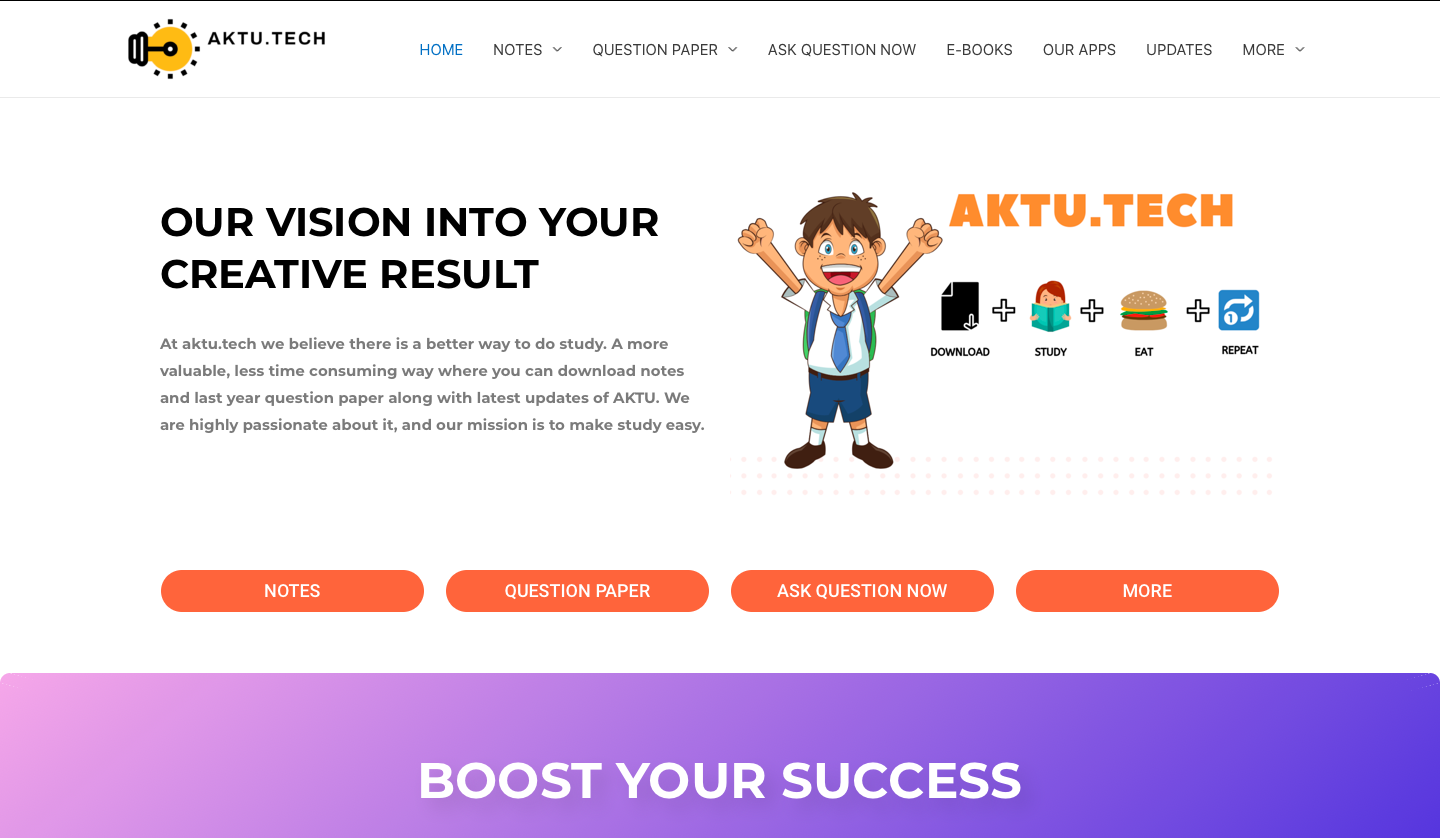 AKTU.TECH
HOME
NOTES
QUESTION PAPER
ASK QUESTION NOW
E-BOOKS
OUR APPS
UPDATES
MORE
OUR VISION INTO YOUR
CREATIVE RESULT
At aktu.tech we believe there is a better way to do study. A more
valuable, less time consuming way where you can download notes
and last year question paper along with latest updates of AKTU. We
are highly passionate about it, and our mission is to make study easy.
AKTU.TECH
1
DOWNLOAD
STUDY
EAT
REPEAT
NOTES
QUESTION PAPER
ASK QUESTION NOW
MORE
BOOST YOUR SUCCESS